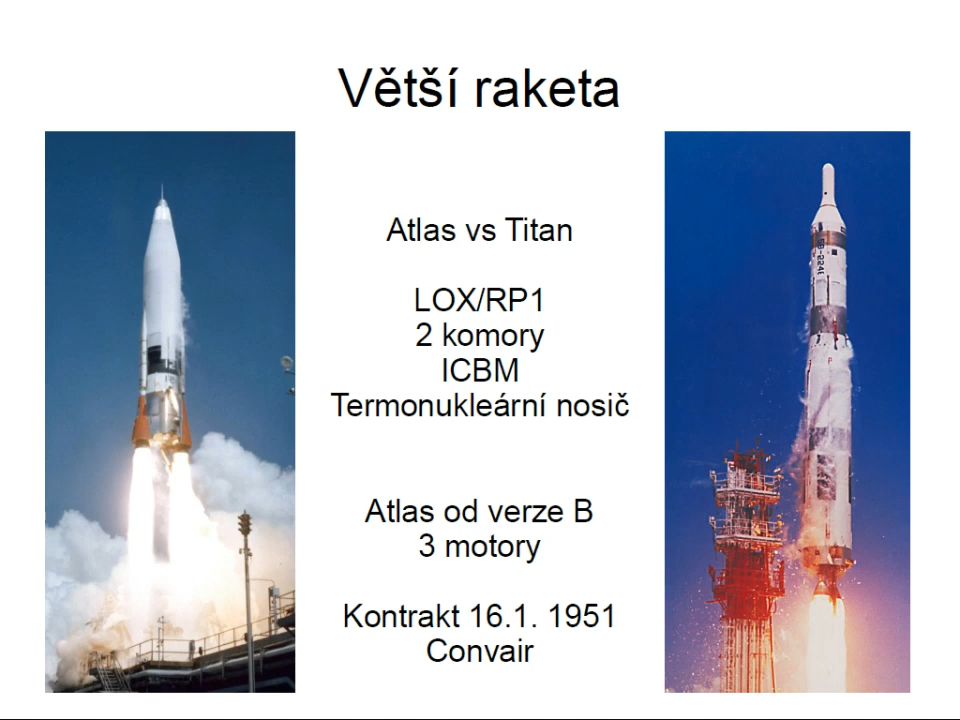 Větší raketa
Atlas vs Titan
LOX/RP1
2 komory
ICBM
Termonukleární nosič
Atlas od verze B
3 motory
Kontrakt 16.1. 1951
Convair